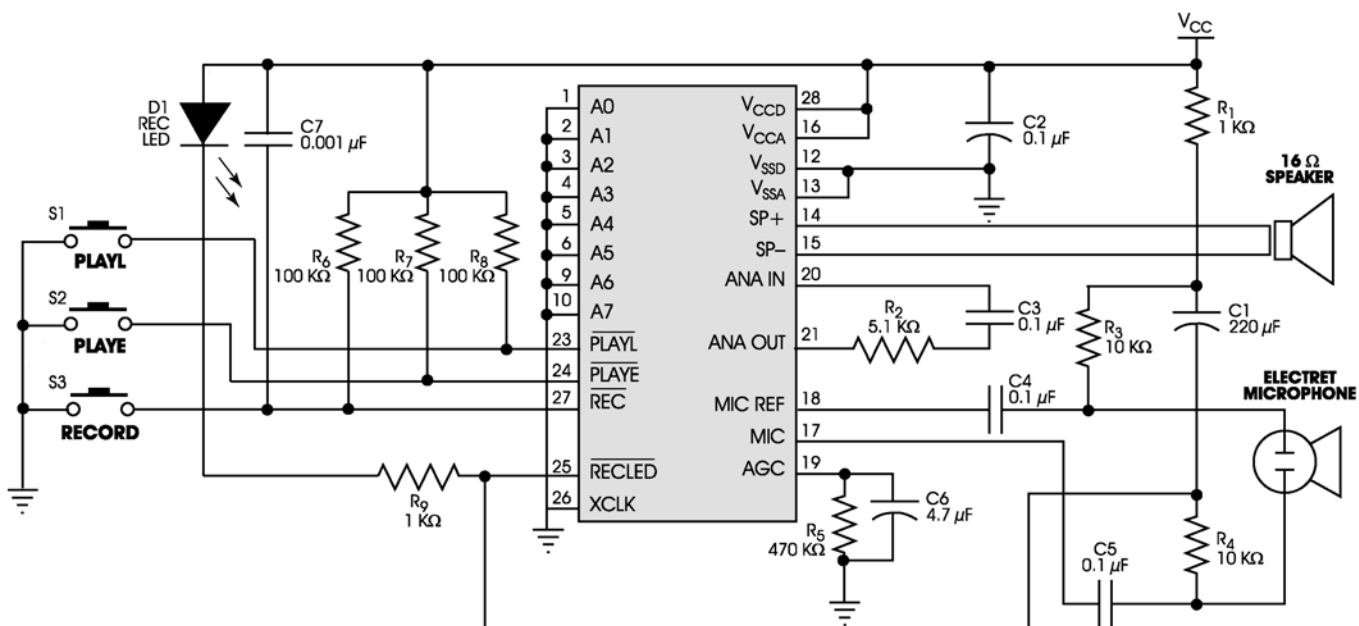 VCC
D1
REC
LED
C7
0.001 µF
1 A0
2 A1
3 A2
4 A3
5 A4
6 A5
9 A6
10 A7
23 PLAYL
24 PLAYE
27 REC
25 RECLED
26 XCLK
VCCD 28
VCCA 16
VSSD 12
VSSA 13
SP+ 14
SP– 15
ANA IN 20
ANA OUT 21
MIC REF 18
MIC 17
AGC 19
C2
0.1 µF
R1
1 KΩ
16 Ω
SPEAKER
S1
PLAYL
S2
PLAYE
S3
RECORD
R6
100 KΩ
R7
100 KΩ
R8
100 KΩ
R2
5.1 KΩ
C3
0.1 µF
R3
10 KΩ
C1
220 µF
C4
0.1 µF
ELECTRET
MICROPHONE
R9
1 KΩ
R5
470 KΩ
C6
4.7 µF
C5
0.1 µF
R4
10 KΩ